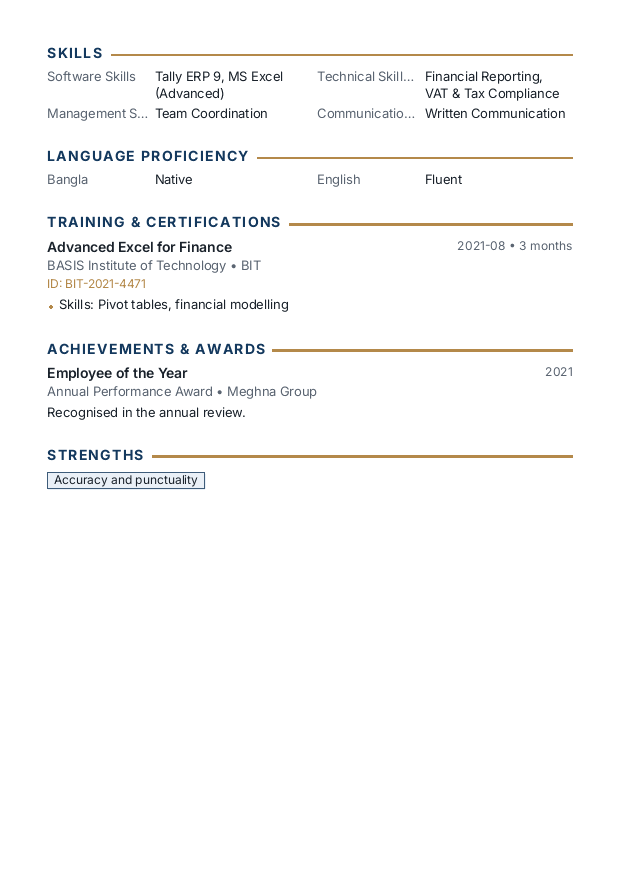 SKILLS
Software Skills Tally ERP 9, MS Excel (Advanced) Technical Skill... Financial Reporting, VAT & Tax Compliance
Management S... Team Coordination Communicatio... Written Communication
LANGUAGE PROFICIENCY
Bangla Native English Fluent
TRAINING & CERTIFICATIONS
Advanced Excel for Finance 2021-08 • 3 months
BASIS Institute of Technology • BIT
ID: BIT-2021-4471
• Skills: Pivot tables, financial modelling
ACHIEVEMENTS & AWARDS
Employee of the Year 2021
Annual Performance Award • Meghna Group
Recognised in the annual review.
STRENGTHS
Accuracy and punctuality